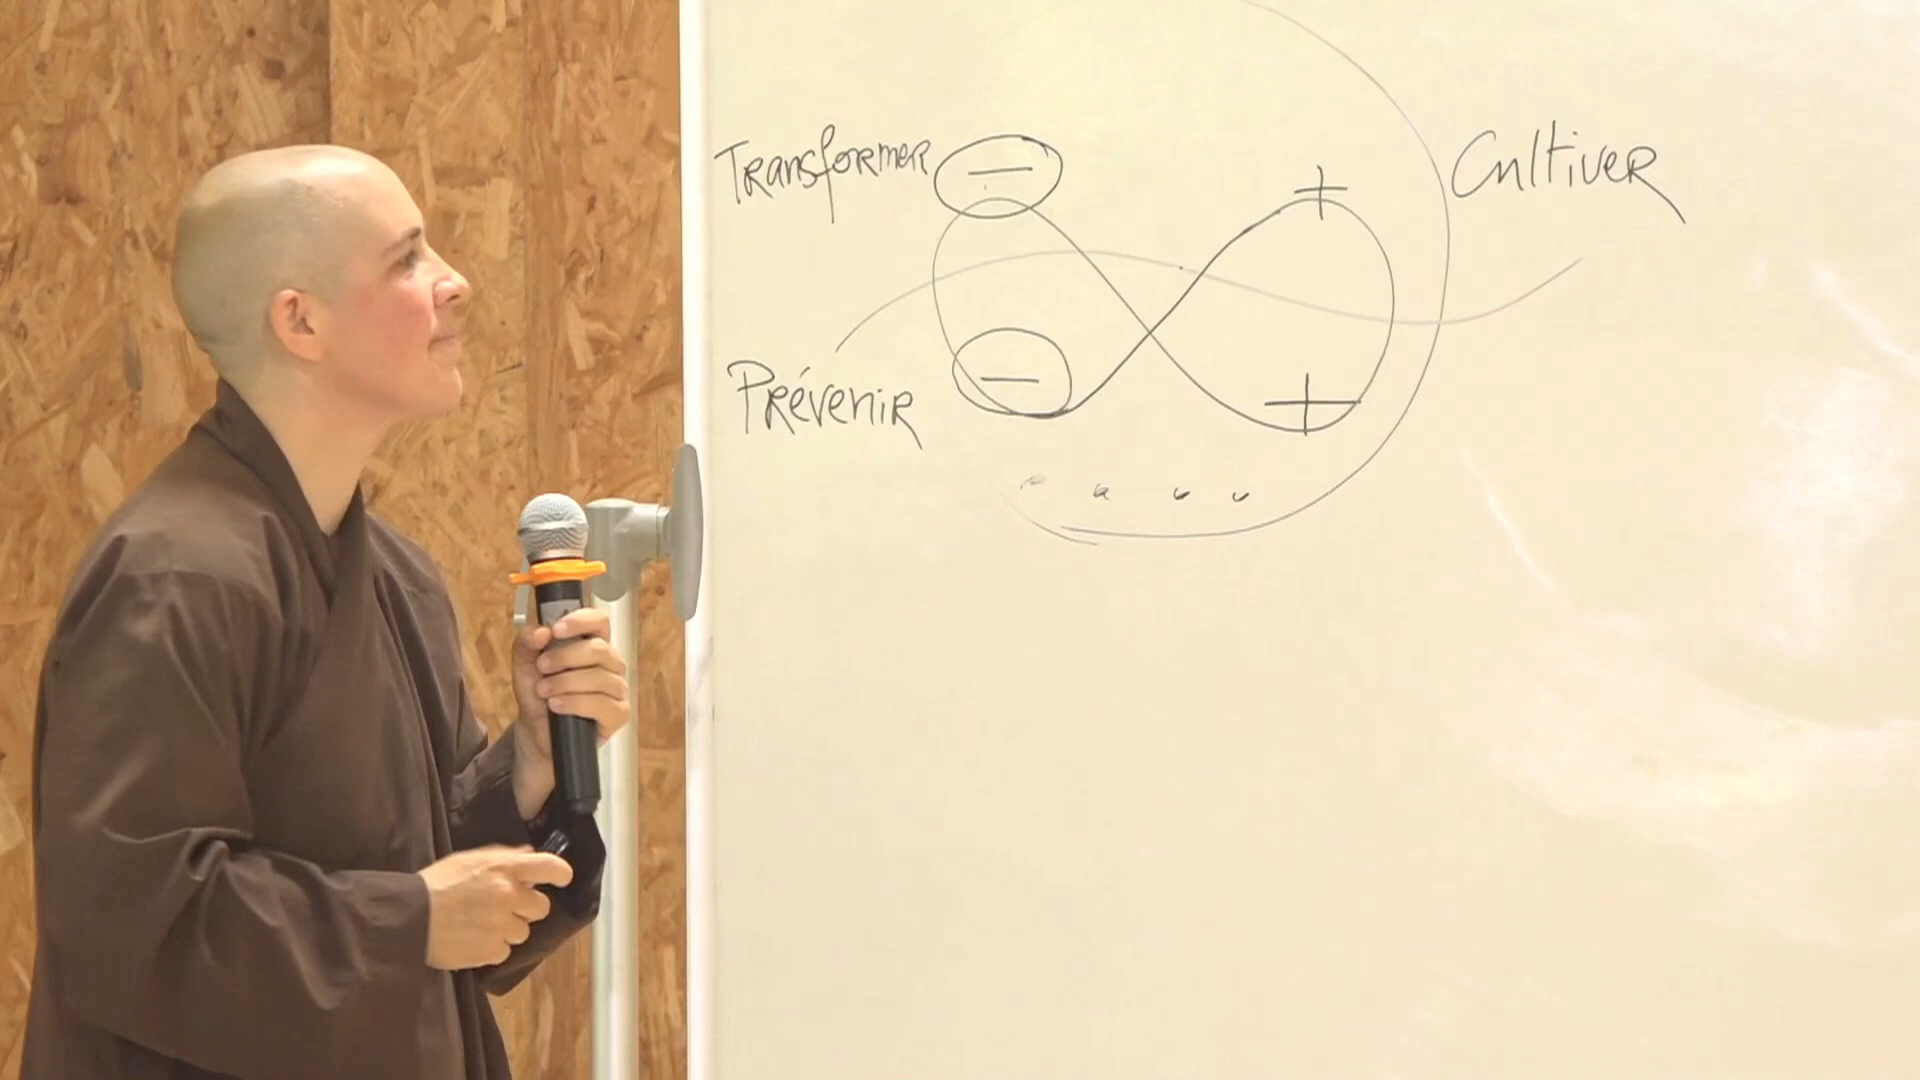 Transformer − + Cultiver
Prévenir − +